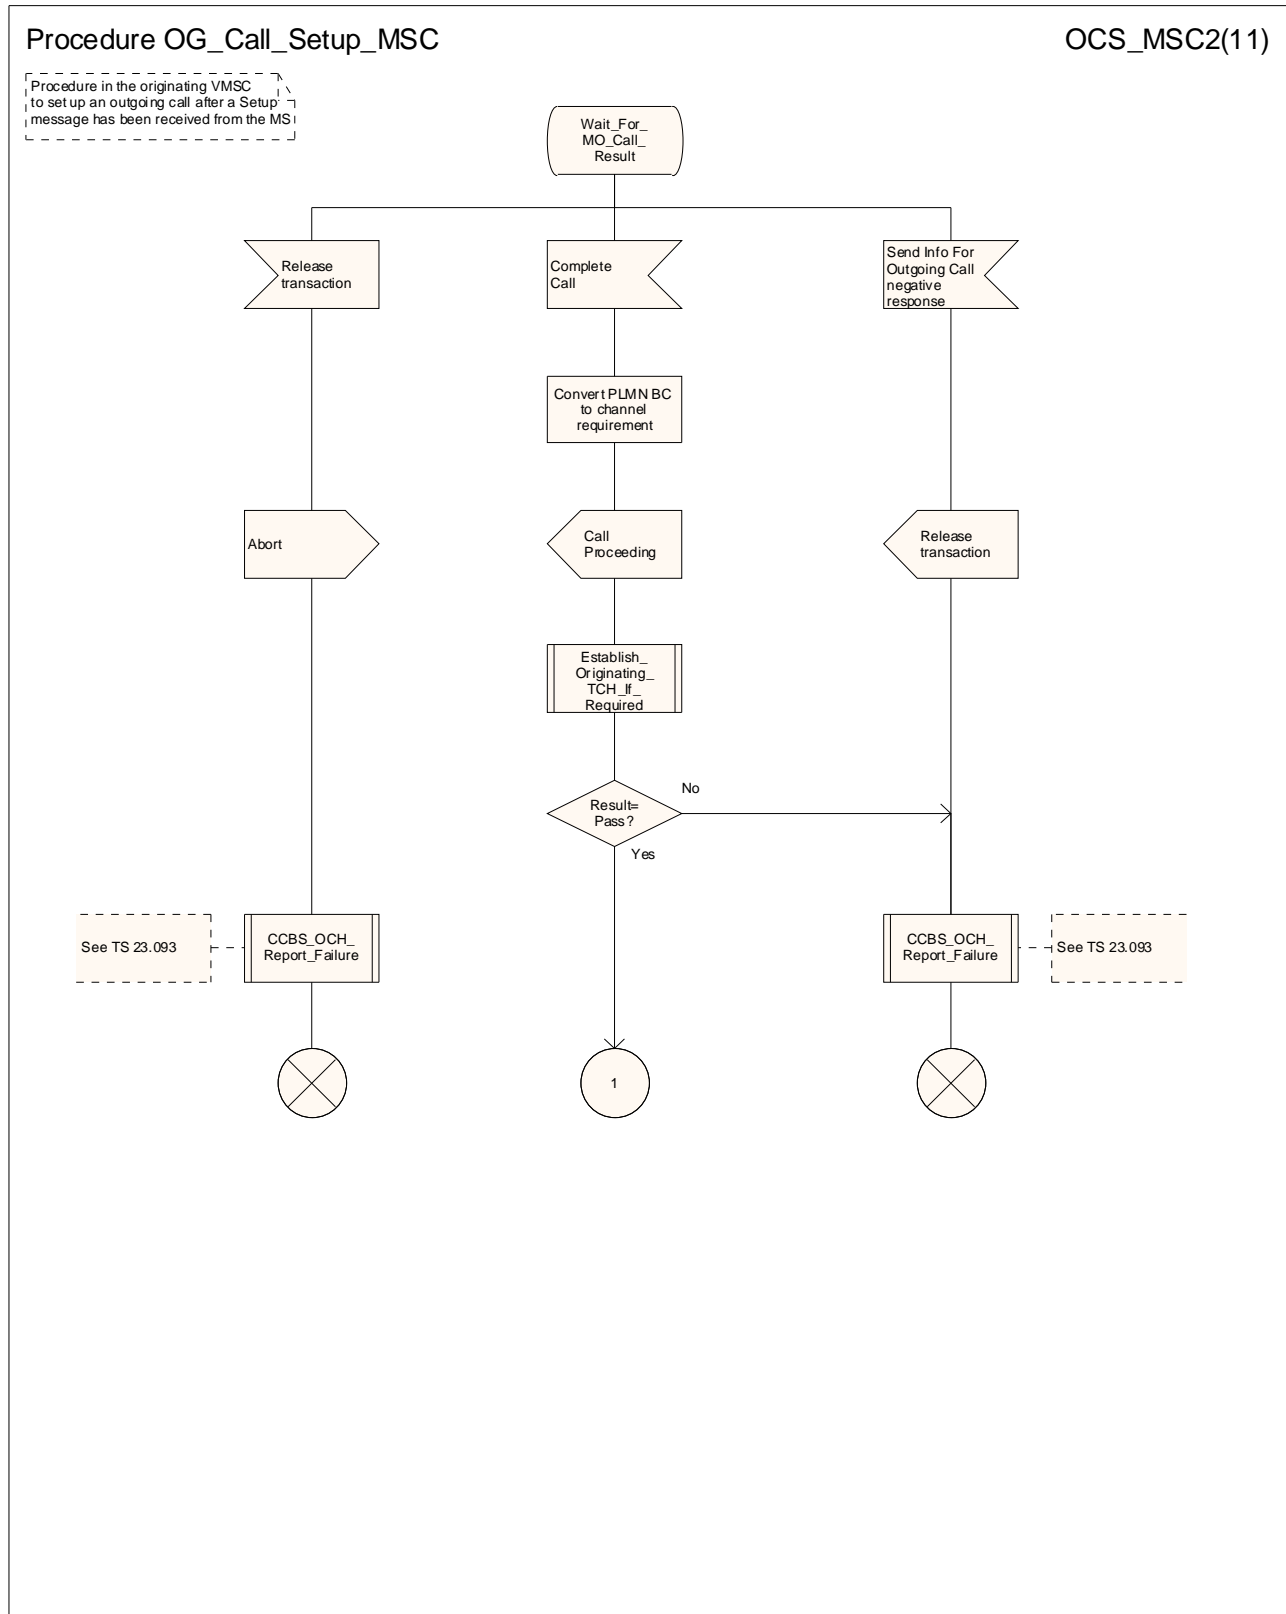 Procedure OG_Call_Setup_MSC
OCS_MSC2(11)
Procedure in the originating VMSC
to set up an outgoing call after a Setup
message has been received from the MS
Wait_For_
MO_Call_
Result
Release
transaction
Complete
Call
Send Info For
Outgoing Call
negative
response
Convert PLMN BC
to channel
requirement
Abort
Call
Proceeding
Release
transaction
Establish_
Originating_
TCH_If_
Required
Result=
Pass?
No
Yes
See TS 23.093
CCBS_OCH_
Report_Failure
CCBS_OCH_
Report_Failure
See TS 23.093
1